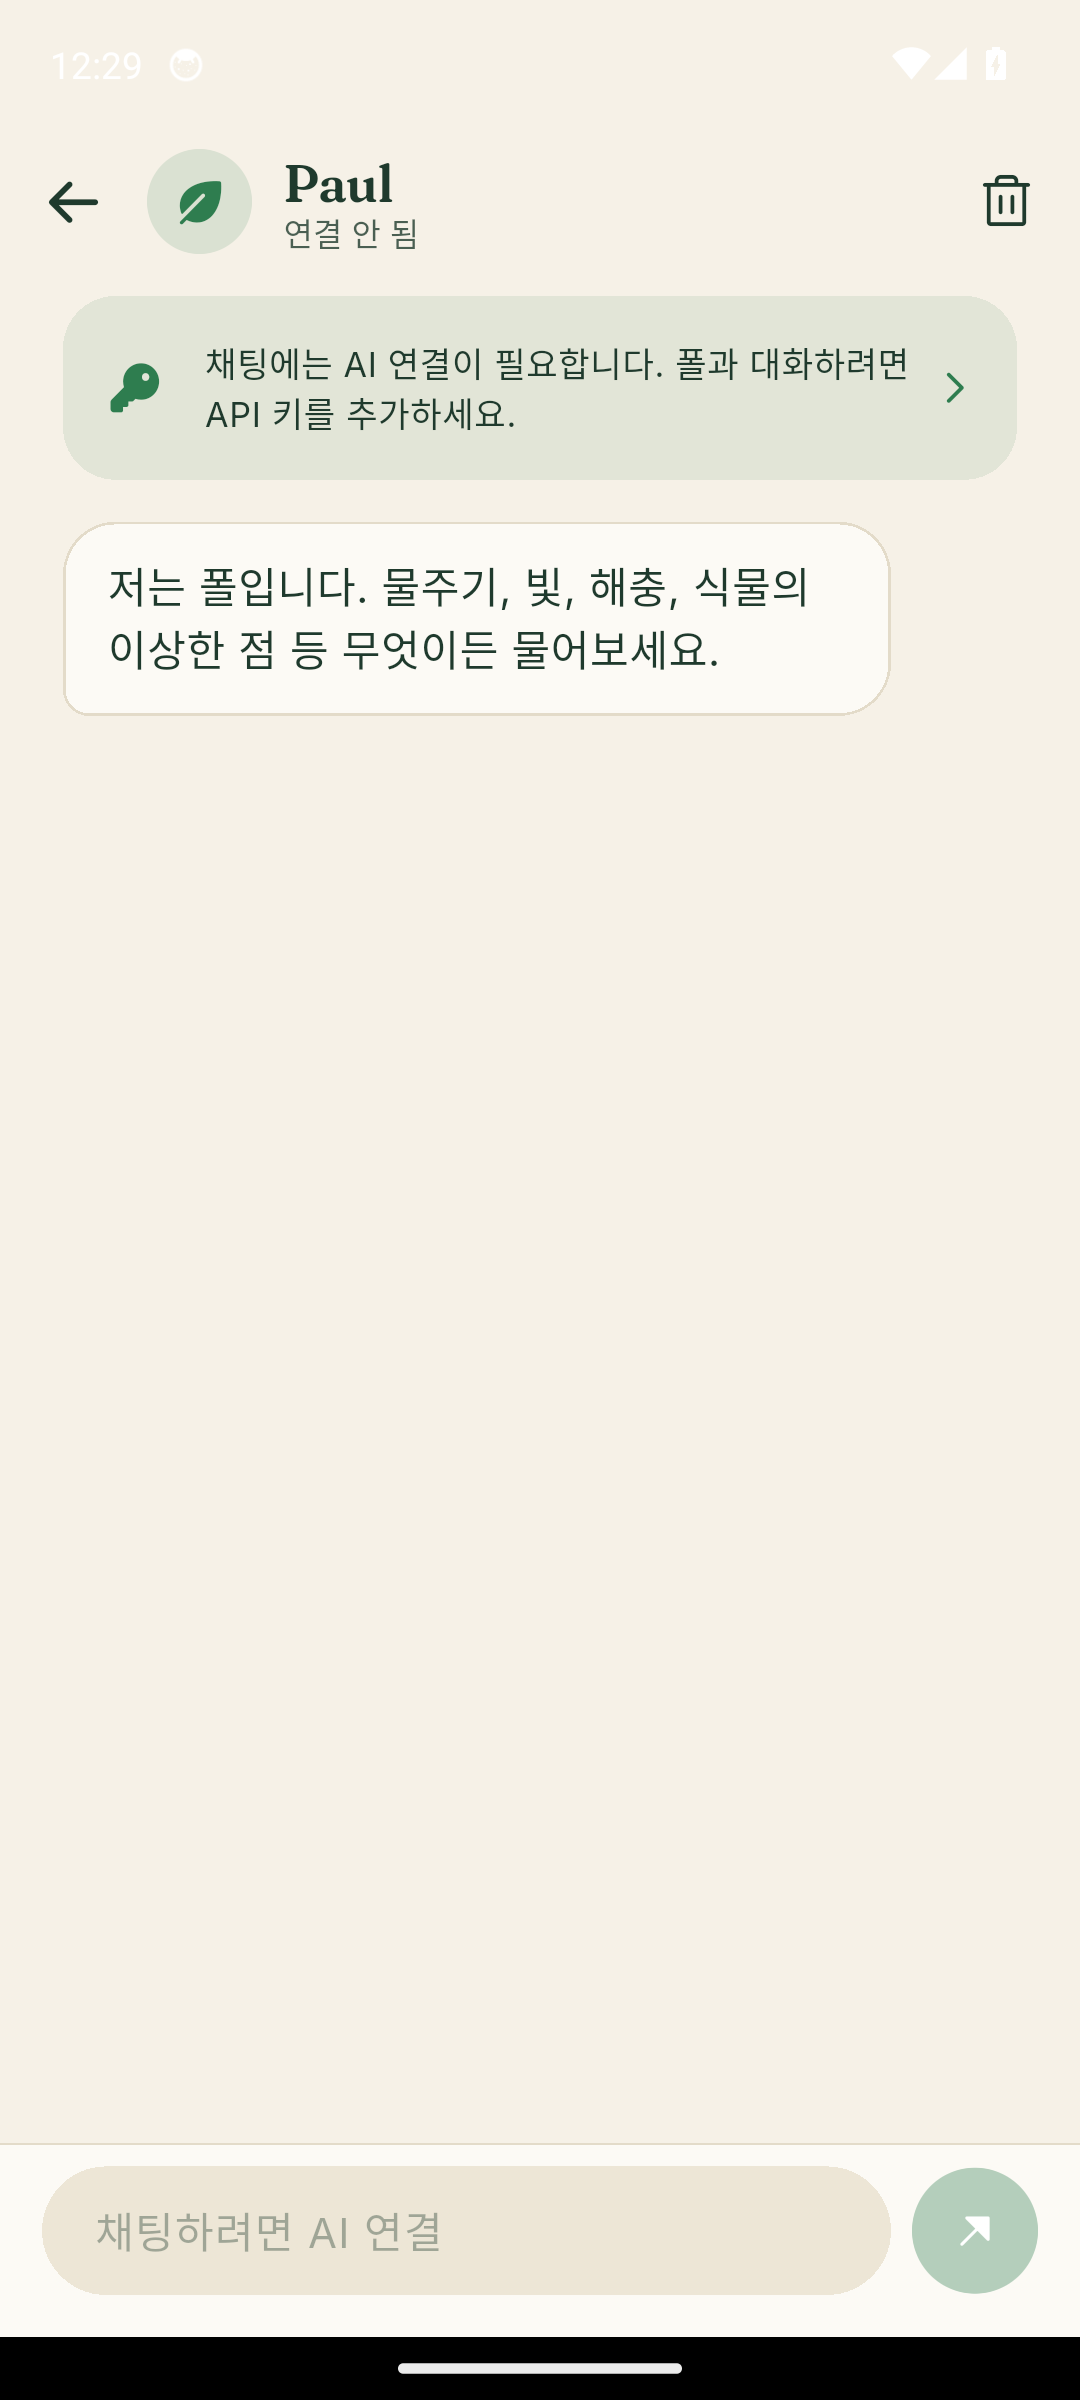 12:29
Paul
연결 안 됨
채팅에는 AI 연결이 필요합니다. 폴과 대화하려면
API 키를 추가하세요.
저는 폴입니다. 물주기, 빛, 해충, 식물의
이상한 점 등 무엇이든 물어보세요.
채팅하려면 AI 연결